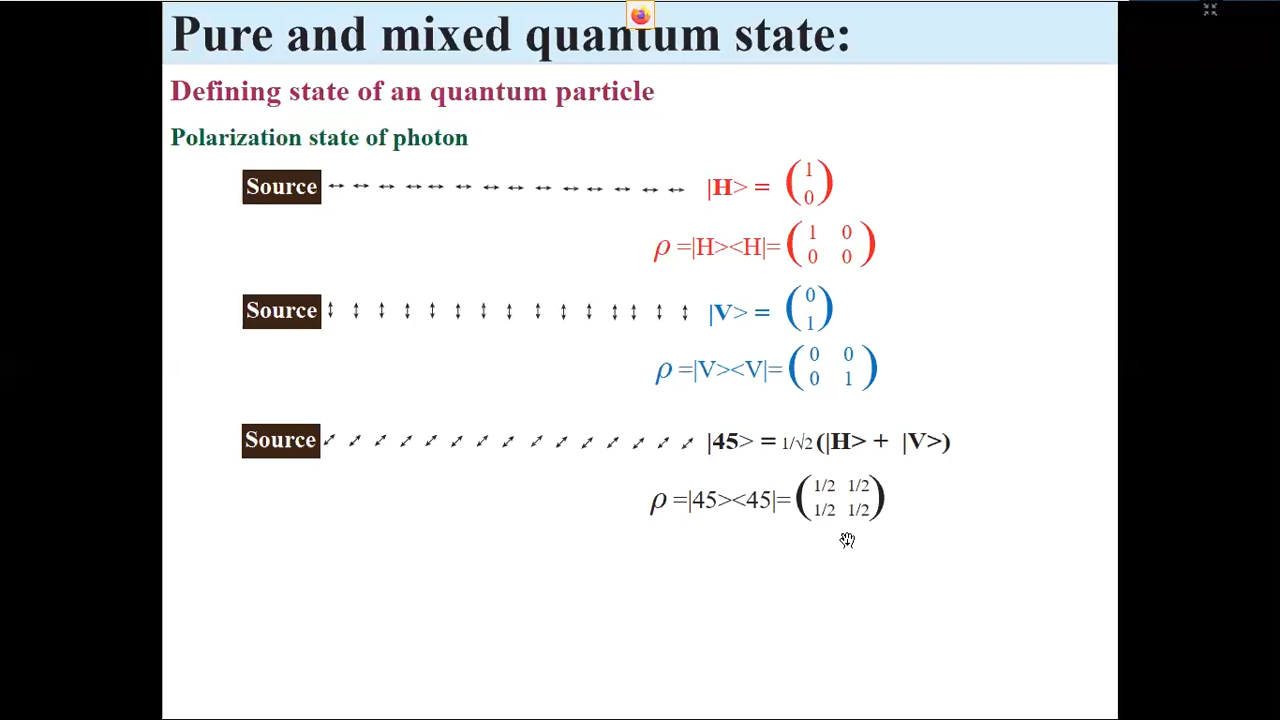 Pure and mixed quantum state:
Defining state of an quantum particle
Polarization state of photon
Source |H> = (1 0)
ρ =|H><H|= (1 0 0 0)
Source |V> = (0 1)
ρ =|V><V|= (0 0 0 1)
Source |45> = 1/√2 (|H> + |V>)
ρ =|45><45|= (1/2 1/2 1/2 1/2)